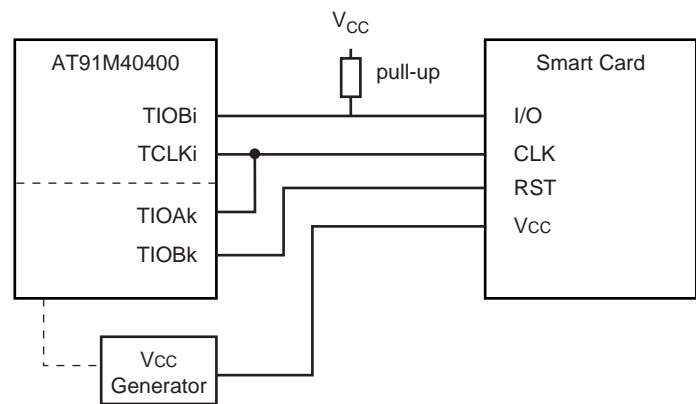 VCC
AT91M40400
pull-up
Smart Card
TIOBi
I/O
TCLKi
CLK
RST
TIOAk
VCC
TIOBk
VCC
Generator